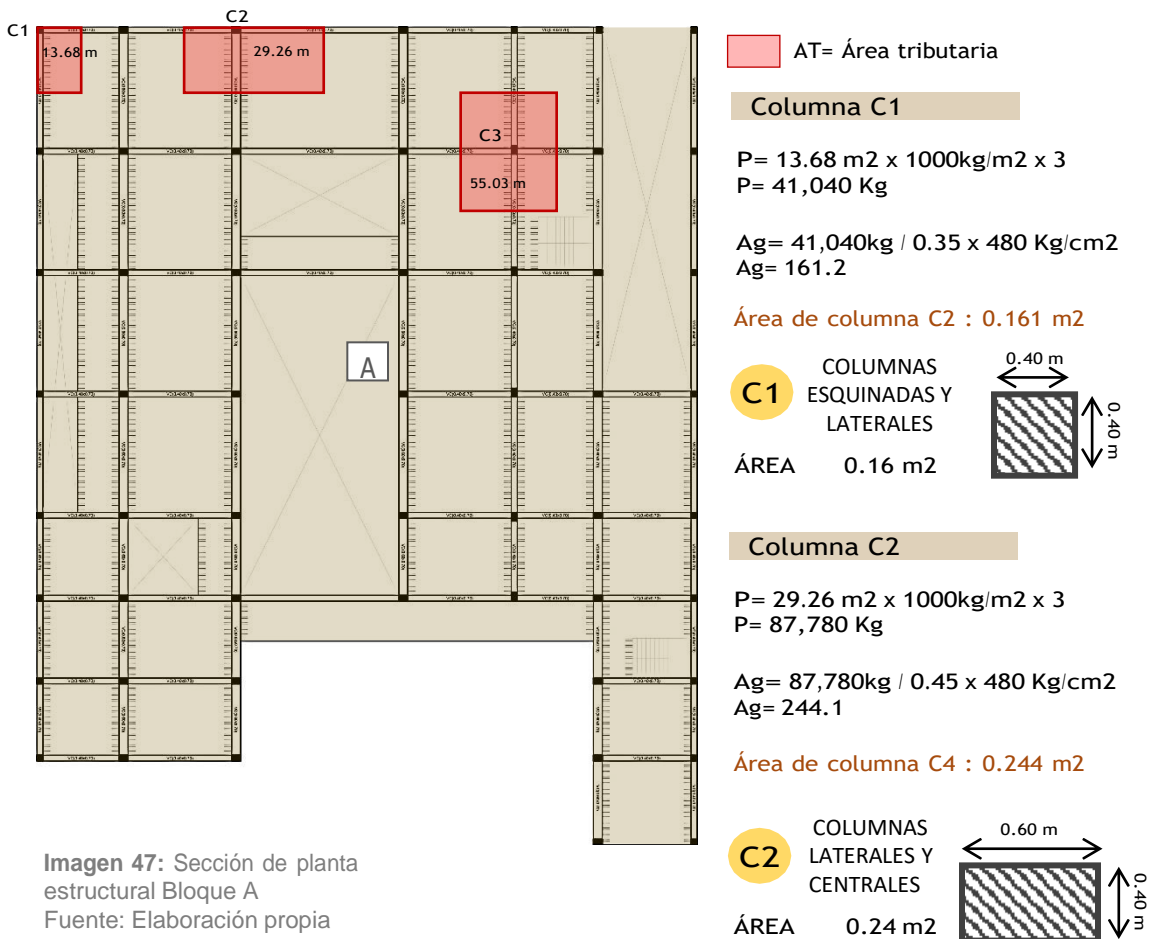 C1
C2
13.68 m
29.26 m
C3
55.03 m
A
AT= Área tributaria
Columna C1
P= 13.68 m2 x 1000kg/m2 x 3
P= 41,040 Kg
Ag= 41,040kg / 0.35 x 480 Kg/cm2
Ag= 161.2
Área de columna C2 : 0.161 m2
C1
COLUMNAS
ESQUINADAS Y
LATERALES
ÁREA 0.16 m2
0.40 m
0.40 m
Columna C2
P= 29.26 m2 x 1000kg/m2 x 3
P= 87,780 Kg
Ag= 87,780kg / 0.45 x 480 Kg/cm2
Ag= 244.1
Área de columna C4 : 0.244 m2
C2
COLUMNAS
LATERALES Y
CENTRALES
ÁREA 0.24 m2
0.60 m
0.40 m
Imagen 47: Sección de planta
estructural Bloque A
Fuente: Elaboración propia